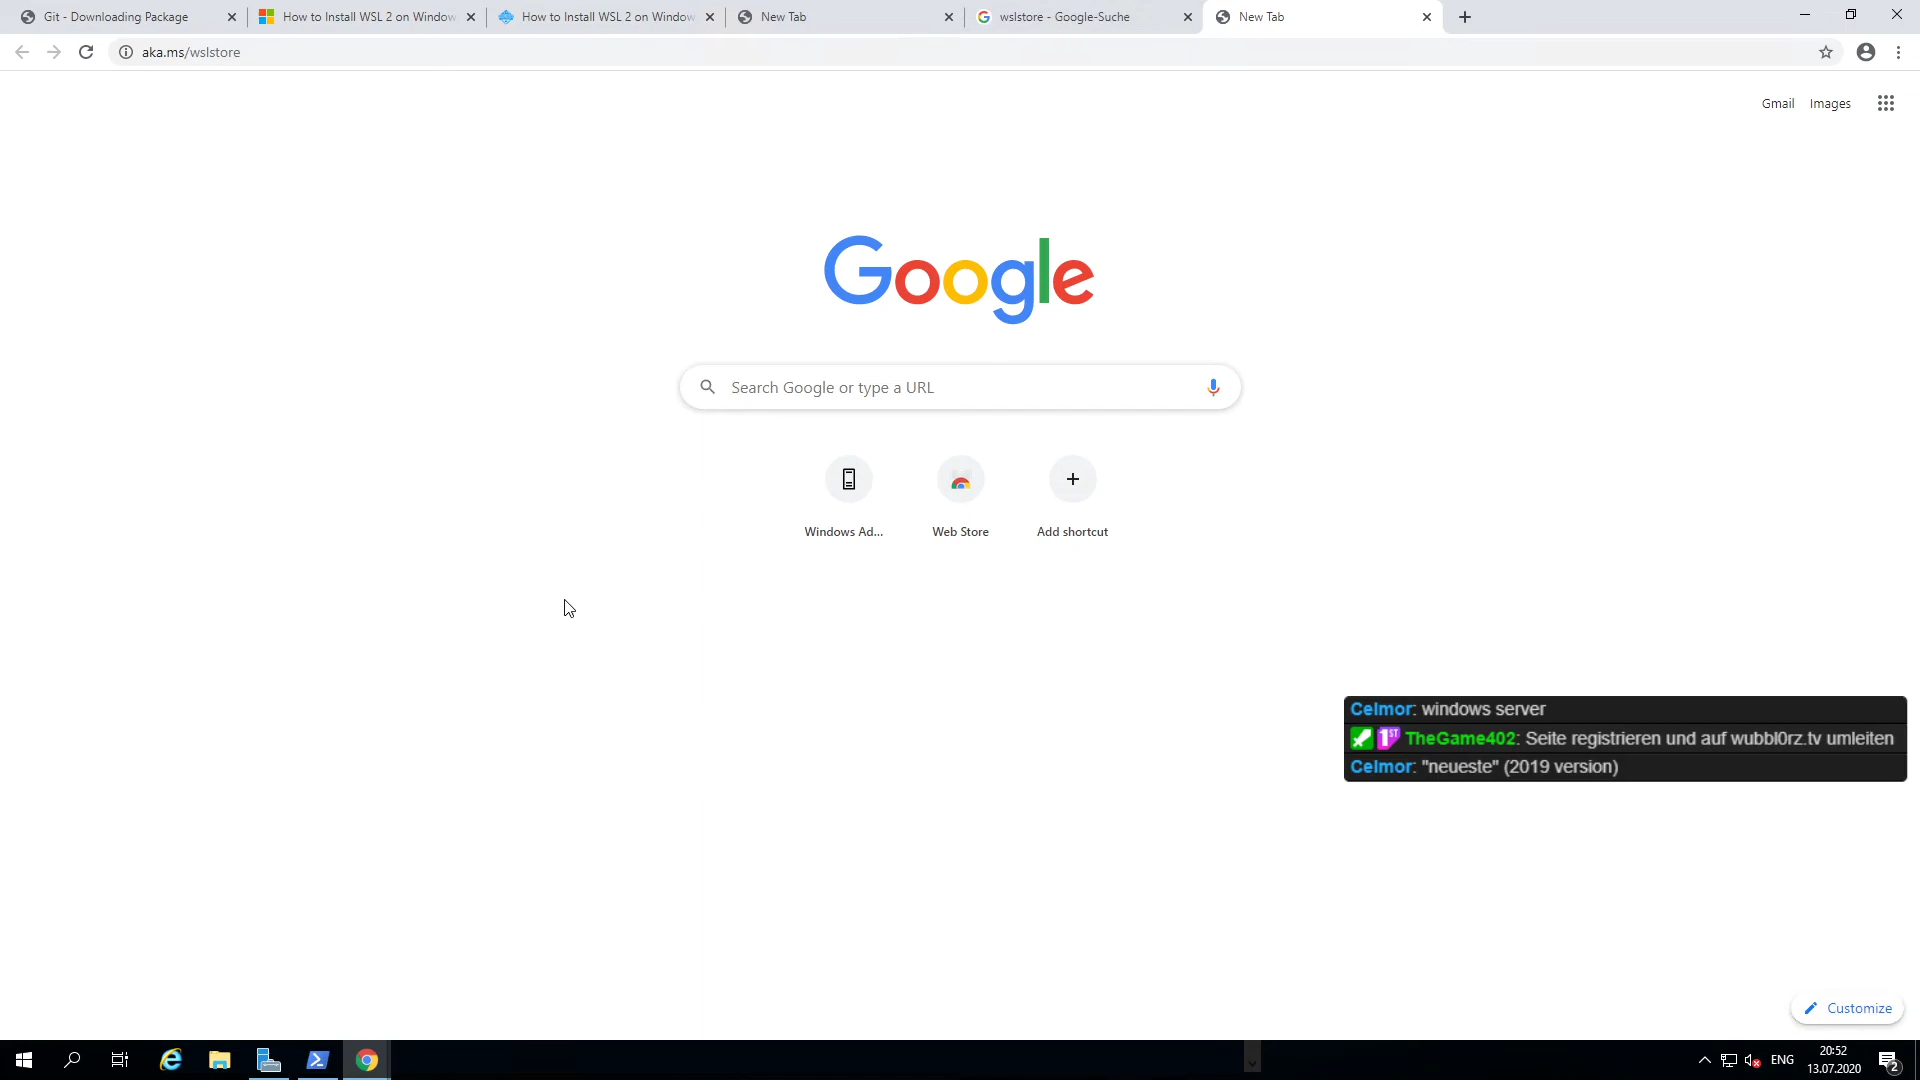 Git - Downloading Package
How to Install WSL 2 on Window
How to Install WSL 2 on Window
New Tab
wslstore - Google-Suche
New Tab
aka.ms/wslstore
Gmail
Images
Google
Search Google or type a URL
Windows Ad...
Web Store
Add shortcut
Celmor: windows server
1ST TheGame402: Seite registrieren und auf wubbl0rz.tv umleiten
Celmor: "neueste" (2019 version)
Customize
ENG
20:52
13.07.2020
2